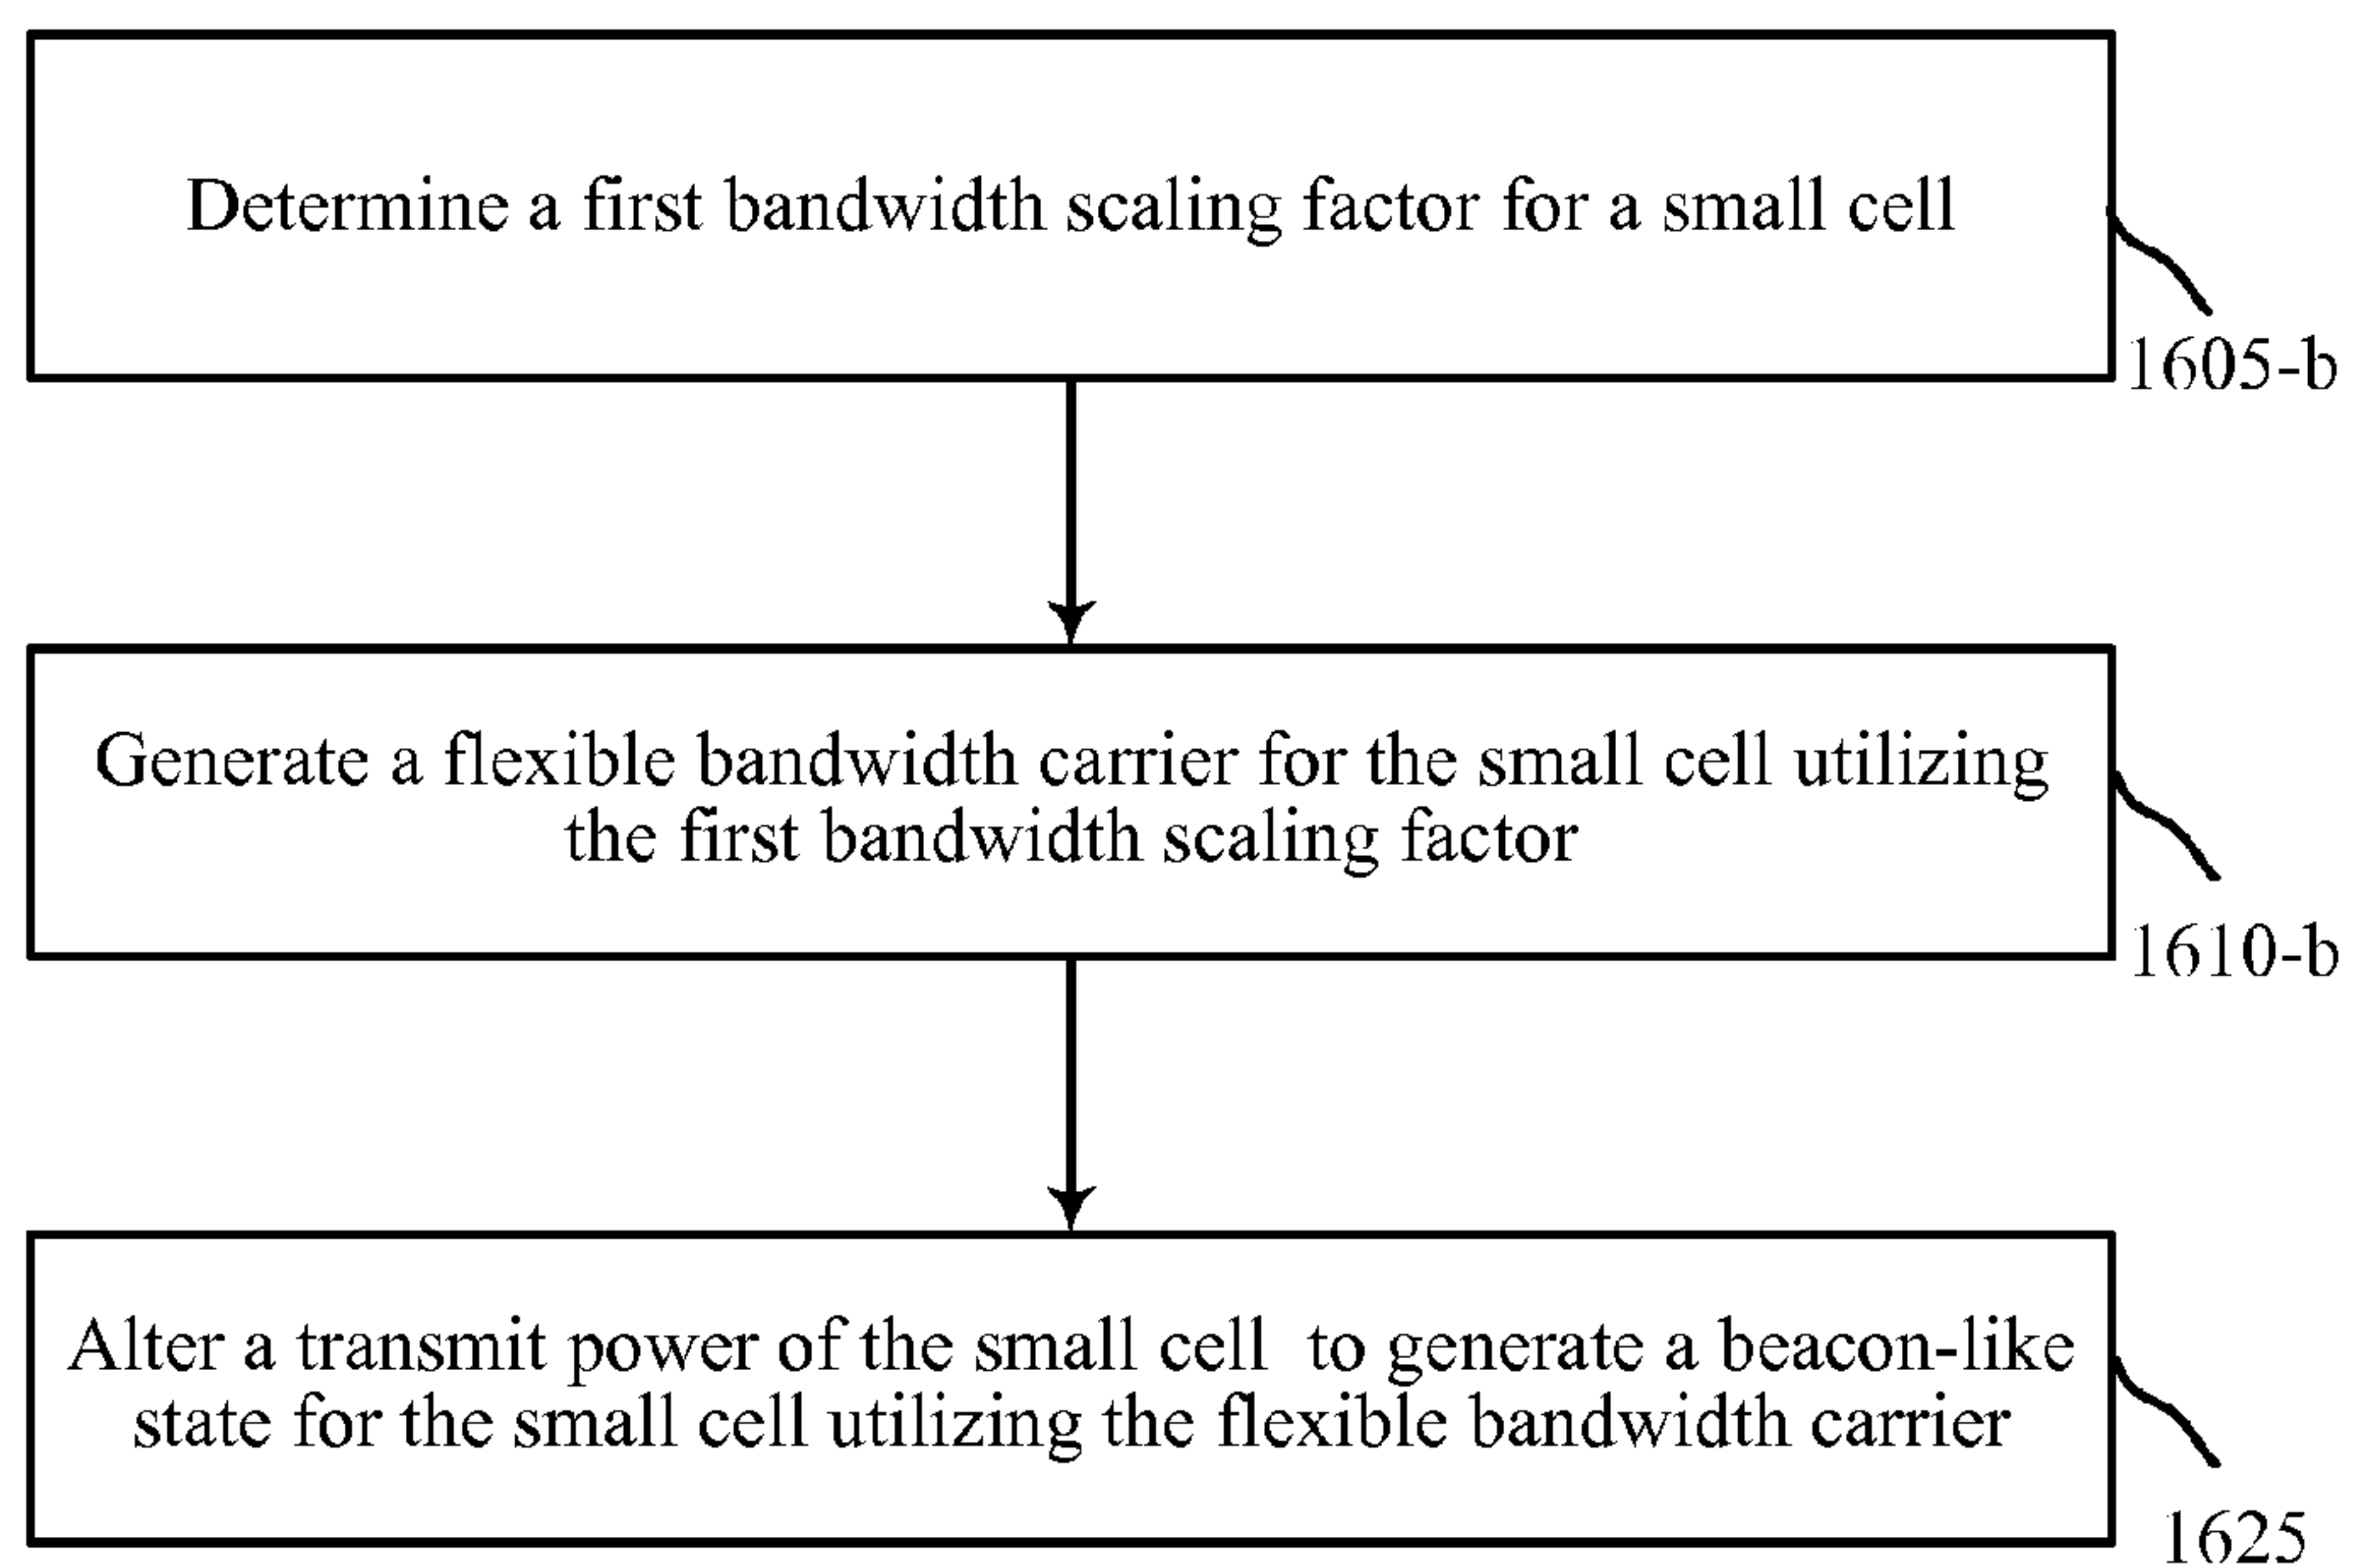 Determine a first bandwidth scaling factor for a small cell
1605-b
Generate a flexible bandwidth carrier for the small cell utilizing
the first bandwidth scaling factor
1610-b
Alter a transmit power of the small cell to generate a beacon-like
state for the small cell utilizing the flexible bandwidth carrier
1625